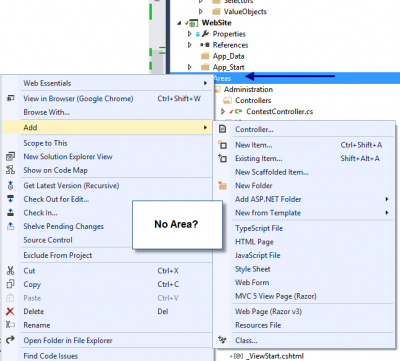 Selectors
ValueObjects
WebSite
Properties
References
App_Data
App_Start
Areas
Administration
Controllers
ContestController.cs
Web Essentials
View in Browser (Google Chrome) Ctrl+Shift+W
Browse With...
Add
Scope to This
New Solution Explorer View
Show on Code Map
Get Latest Version (Recursive)
Check Out for Edit...
Check In...
Shelve Pending Changes
Source Control
Exclude From Project
Cut Ctrl+X
Copy Ctrl+C
Paste Ctrl+V
Delete Del
Rename
Open Folder in File Explorer
Find Code Issues
No Area?
Controller...
New Item... Ctrl+Shift+A
Existing Item... Shift+Alt+A
New Scaffolded Item...
New Folder
Add ASP.NET Folder
New from Template
TypeScript File
HTML Page
JavaScript File
Style Sheet
Web Form
MVC 5 View Page (Razor)
Web Page (Razor v3)
Resources File
Class...
_ViewStart.cshtml